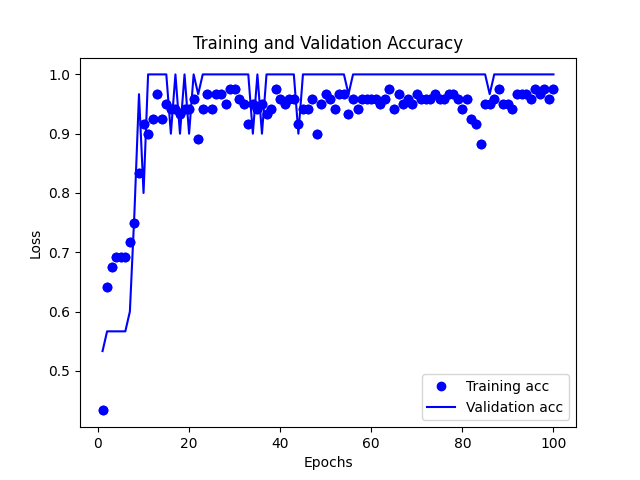 Training and Validation Accuracy
1.0
0.9
0.8
0.7
0.6
0.5
Loss
0
20
40
60
80
100
Epochs
Training acc
Validation acc